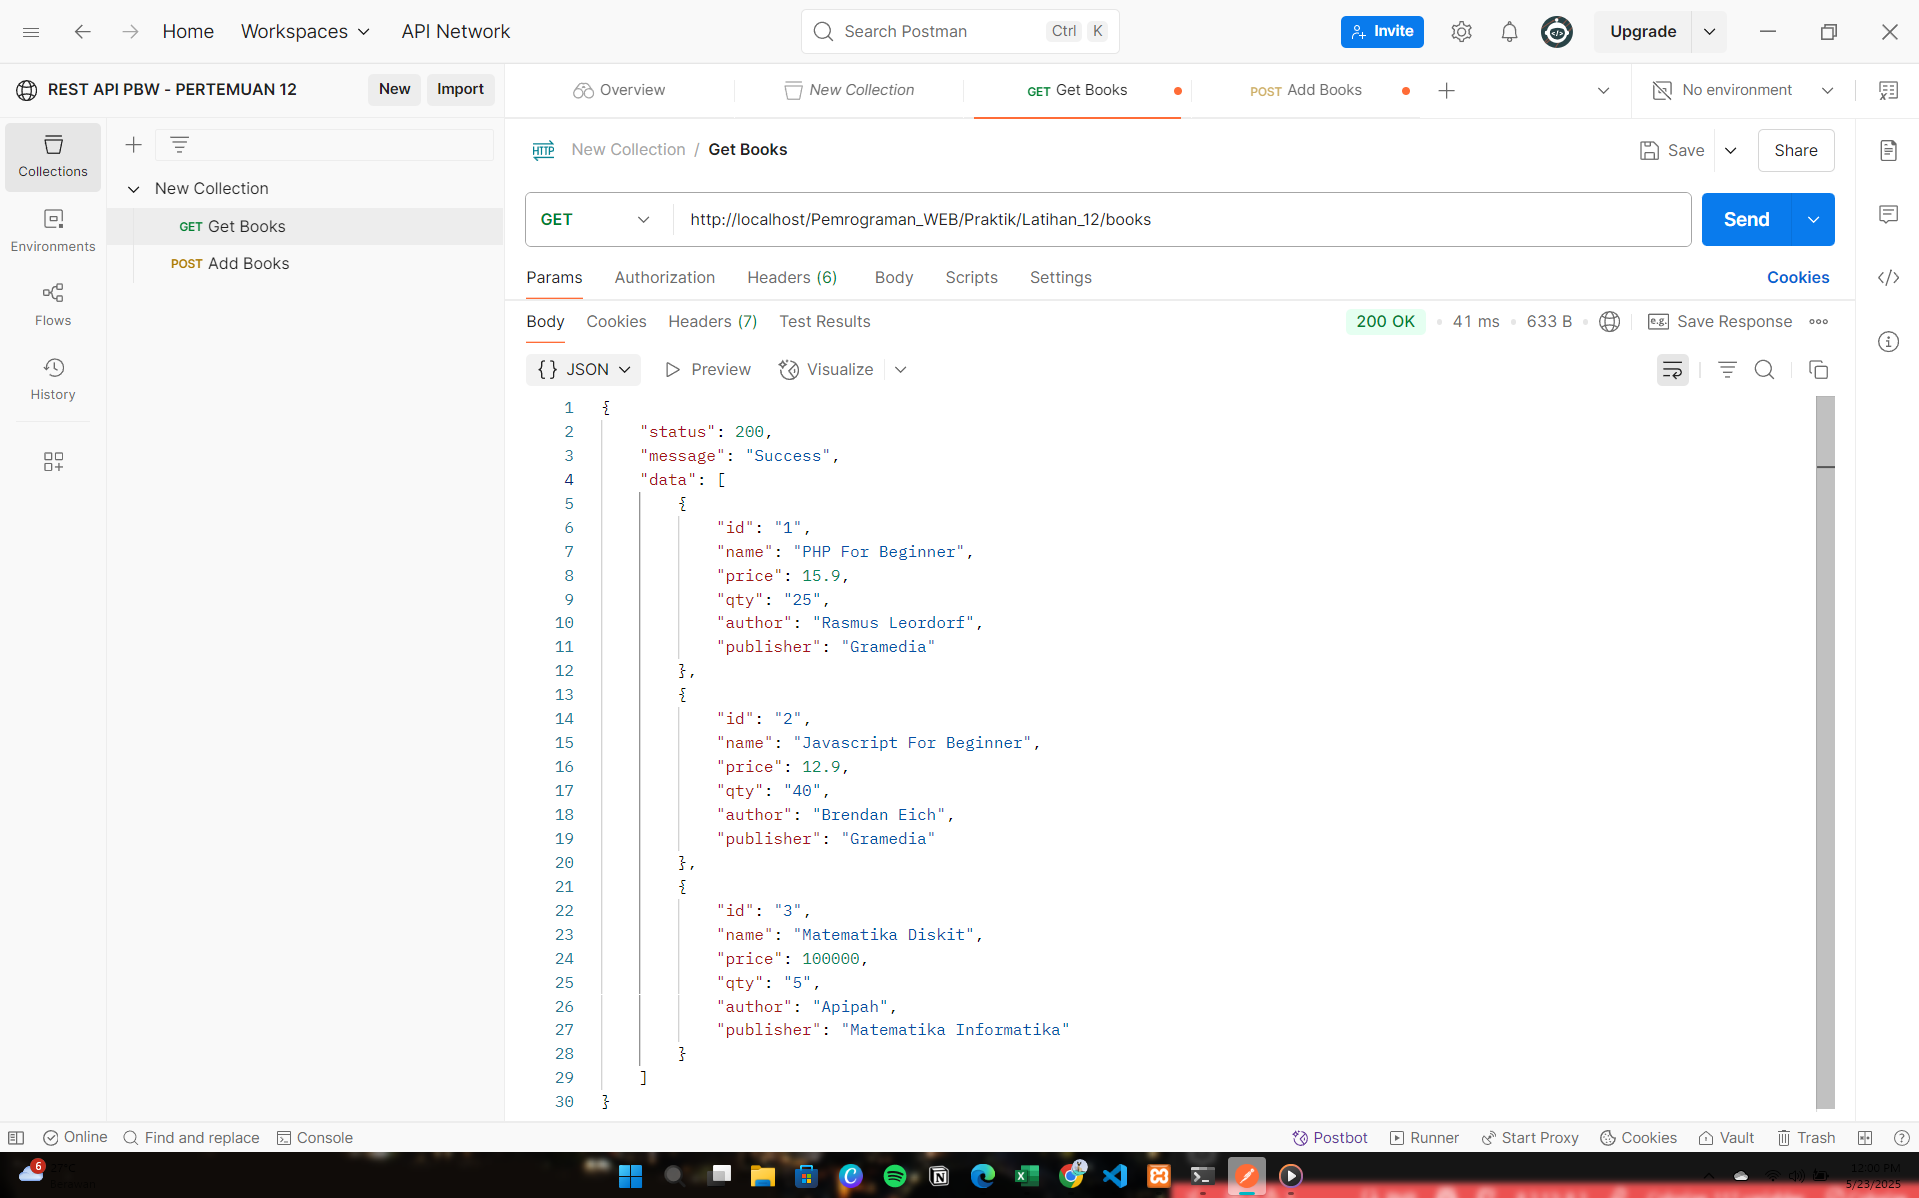 Home
Workspaces
API Network
Search Postman
Ctrl K
Invite
Upgrade
REST API PBW - PERTEMUAN 12
New
Import
Overview
New Collection
GET Get Books
POST Add Books
No environment
Collections
Environments
Flows
History
New Collection
GET Get Books
POST Add Books
HTTP New Collection / Get Books
Save
Share
GET
http://localhost/Pemrograman_WEB/Praktik/Latihan_12/books
Send
Params Authorization Headers (6) Body Scripts Settings
Cookies
Body Cookies Headers (7) Test Results
200 OK • 41 ms • 633 B
e.g. Save Response
{} JSON
Preview
Visualize
1 {
2 "status": 200,
3 "message": "Success",
4 "data": [
5 {
6 "id": "1",
7 "name": "PHP For Beginner",
8 "price": 15.9,
9 "qty": "25",
10 "author": "Rasmus Leordorf",
11 "publisher": "Gramedia"
12 },
13 {
14 "id": "2",
15 "name": "Javascript For Beginner",
16 "price": 12.9,
17 "qty": "40",
18 "author": "Brendan Eich",
19 "publisher": "Gramedia"
20 },
21 {
22 "id": "3",
23 "name": "Matematika Diskit",
24 "price": 100000,
25 "qty": "5",
26 "author": "Apipah",
27 "publisher": "Matematika Informatika"
28 }
29 ]
30 }
Online
Find and replace
Console
Postbot
Runner
Start Proxy
Cookies
Vault
Trash
6
12:00 PM
5/23/2025